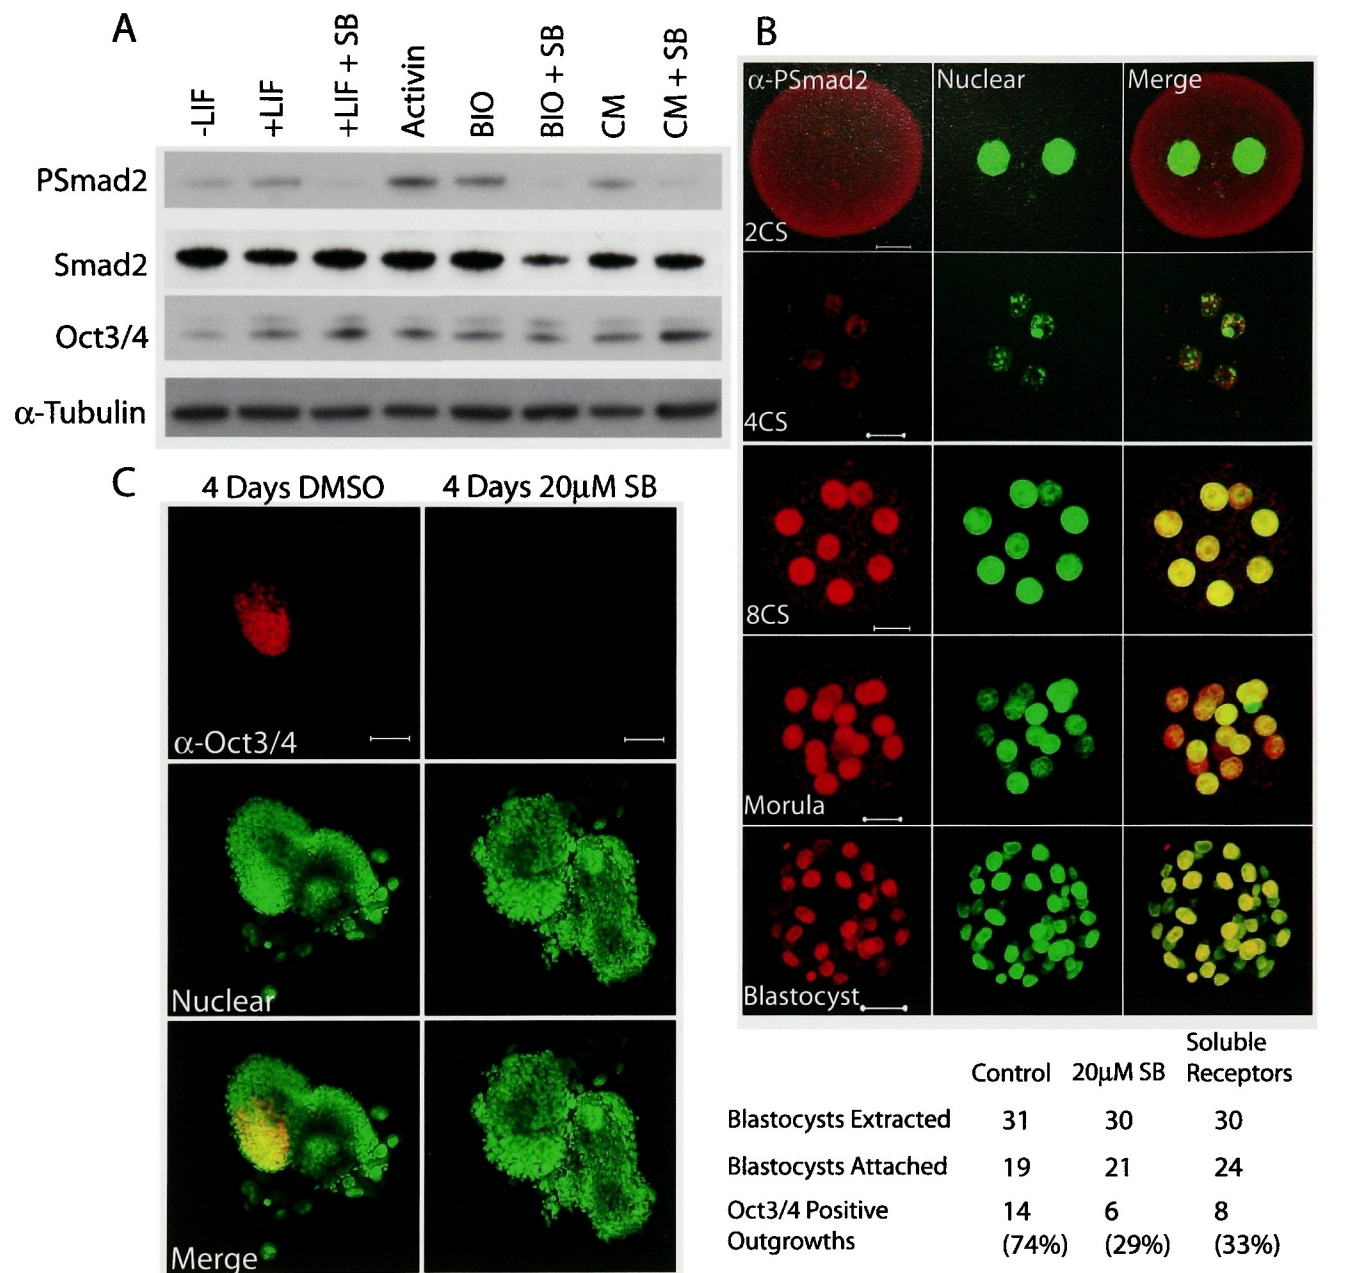 A
-LIF
+LIF
+LIF + SB
Activin
BIO
BIO + SB
CM
CM + SB
PSmad2
Smad2
Oct3/4
α-Tubulin
B
α-PSmad2 Nuclear Merge
2CS
4CS
8CS
Morula
Blastocyst
C
4 Days DMSO 4 Days 20μM SB
α-Oct3/4
Nuclear
Merge
Soluble
Control 20μM SB Receptors
Blastocysts Extracted 31 30 30
Blastocysts Attached 19 21 24
Oct3/4 Positive 14 6 8
Outgrowths (74%) (29%) (33%)